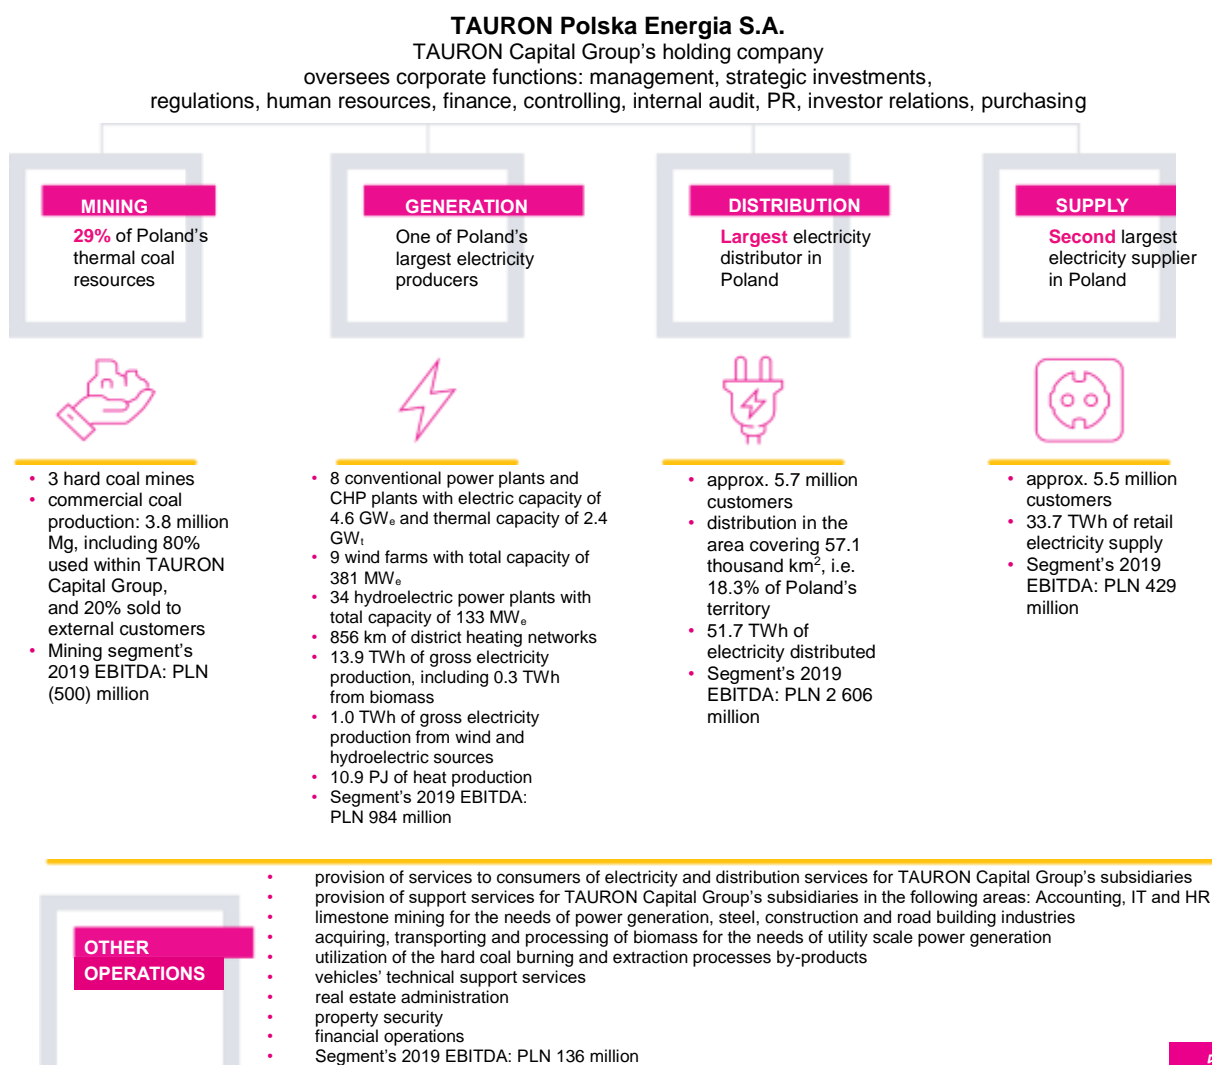 TAURON Polska Energia S.A.
TAURON Capital Group's holding company
oversees corporate functions: management, strategic investments,
regulations, human resources, finance, controlling, internal audit, PR, investor relations, purchasing
MINING
29% of Poland's
thermal coal
resources
GENERATION
One of Poland's
largest electricity
producers
DISTRIBUTION
Largest electricity
distributor in
Poland
SUPPLY
Second largest
electricity supplier
in Poland
• 3 hard coal mines
• commercial coal
production: 3.8 million
Mg, including 80%
used within TAURON
Capital Group,
and 20% sold to
external customers
• Mining segment's
2019 EBITDA: PLN
(500) million
• 8 conventional power plants and
CHP plants with electric capacity of
4.6 GWₑ and thermal capacity of 2.4
GWₜ
• 9 wind farms with total capacity of
381 MWₑ
• 34 hydroelectric power plants with
total capacity of 133 MWₑ
• 856 km of district heating networks
• 13.9 TWh of gross electricity
production, including 0.3 TWh
from biomass
• 1.0 TWh of gross electricity
production from wind and
hydroelectric sources
• 10.9 PJ of heat production
• Segment's 2019 EBITDA:
PLN 984 million
• approx. 5.7 million
customers
• distribution in the
area covering 57.1
thousand km², i.e.
18.3% of Poland's
territory
• 51.7 TWh of
electricity distributed
• Segment's 2019
EBITDA: PLN 2 606
million
• approx. 5.5 million
customers
• 33.7 TWh of retail
electricity supply
• Segment's 2019
EBITDA: PLN 429
million
OTHER
OPERATIONS
• provision of services to consumers of electricity and distribution services for TAURON Capital Group's subsidiaries
• provision of support services for TAURON Capital Group's subsidiaries in the following areas: Accounting, IT and HR
• limestone mining for the needs of power generation, steel, construction and road building industries
• acquiring, transporting and processing of biomass for the needs of utility scale power generation
• utilization of the hard coal burning and extraction processes by-products
• vehicles' technical support services
• real estate administration
• property security
• financial operations
• Segment's 2019 EBITDA: PLN 136 million